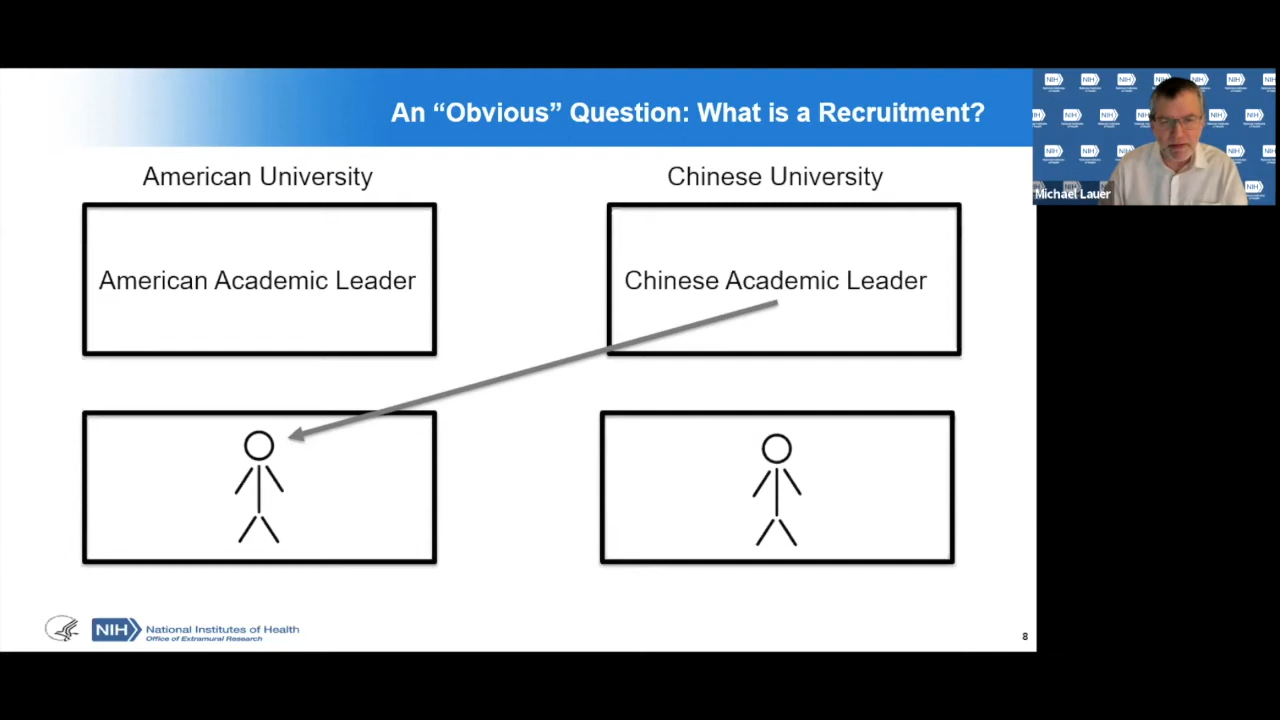 An “Obvious” Question: What is a Recruitment?
American University
Chinese University
American Academic Leader
Chinese Academic Leader
NIH
National Institutes of Health
Office of Extramural Research
8
Michael Lauer